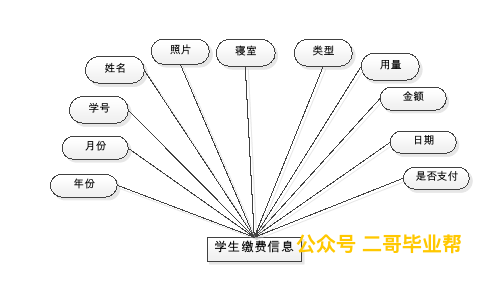 照片
寝室
类型
姓名
用量
学号
金额
月份
日期
年份
是否支付
学生缴费信息
公众号 二哥毕业帮